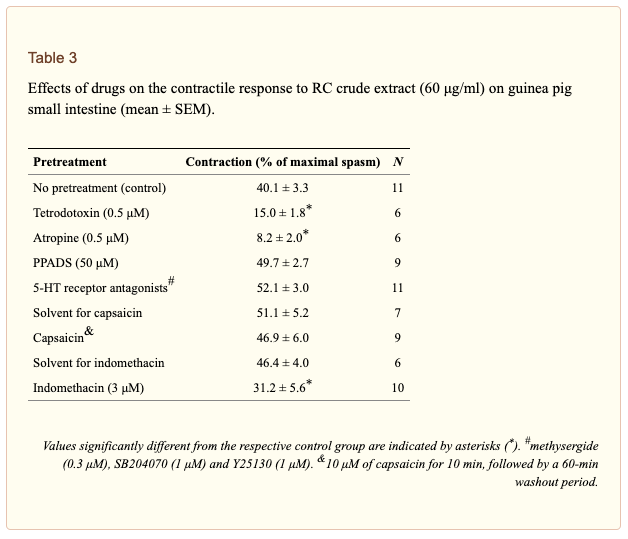 Table 3
Effects of drugs on the contractile response to RC crude extract (60 μg/ml) on guinea pig
small intestine (mean ± SEM).
Pretreatment Contraction (% of maximal spasm) N
No pretreatment (control) 40.1 ± 3.3 11
Tetrodotoxin (0.5 μM) 15.0 ± 1.8* 6
Atropine (0.5 μM) 8.2 ± 2.0* 6
PPADS (50 μM) 49.7 ± 2.7 9
5-HT receptor antagonists# 52.1 ± 3.0 11
Solvent for capsaicin 51.1 ± 5.2 7
Capsaicin& 46.9 ± 6.0 9
Solvent for indomethacin 46.4 ± 4.0 6
Indomethacin (3 μM) 31.2 ± 5.6* 10
Values significantly different from the respective control group are indicated by asterisks (*). #methysergide
(0.3 μM), SB204070 (1 μM) and Y25130 (1 μM). &10 μM of capsaicin for 10 min, followed by a 60-min
washout period.